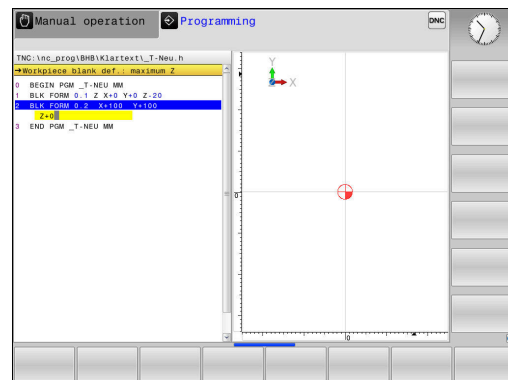 Manual operation
Programming
DNC
TNC:\nc_prog\BHB\Klartext\_T-Neu.h
→Workpiece blank def.: maximum Z
0 BEGIN PGM _T-NEU MM
1 BLK FORM 0.1 Z X+0 Y+0 Z-20
2 BLK FORM 0.2 X+100 Y+100
Z+0
3 END PGM _T-NEU MM
Y
X
0
0